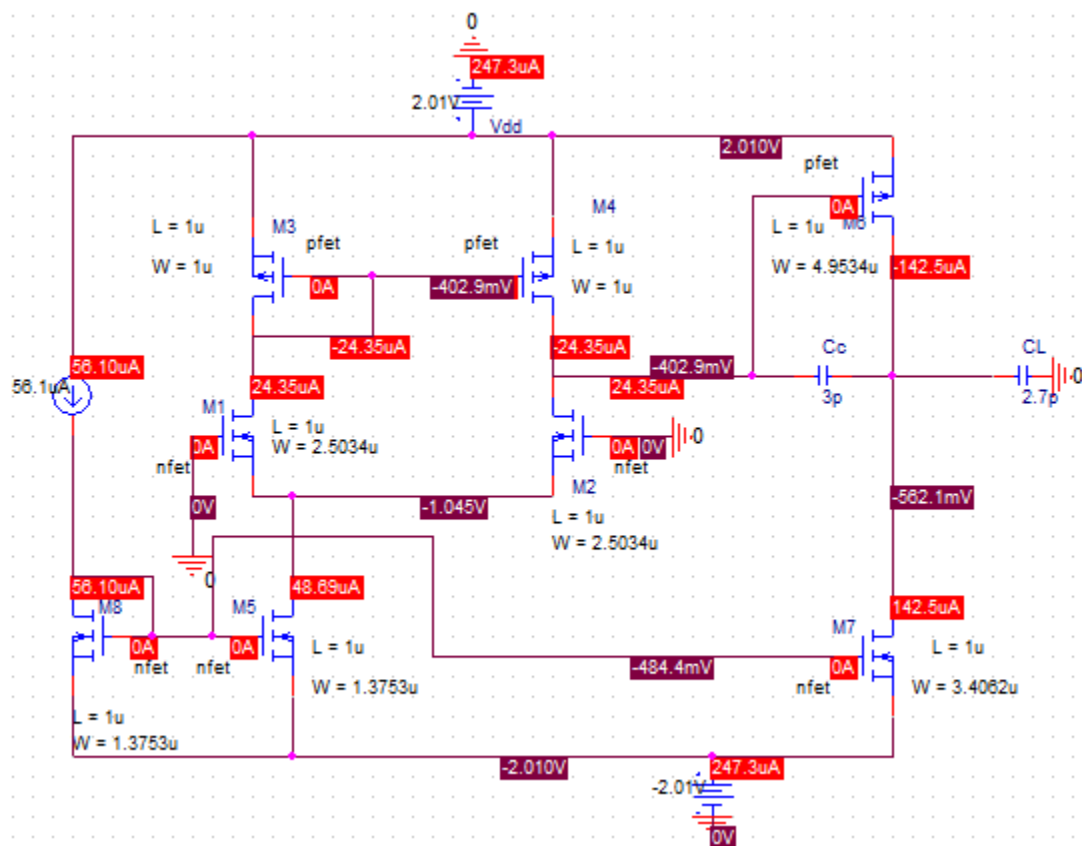 0
247.3uA
2.01V
Vdd
2.010V
pfet
M4
L = 1u
M3
pfet
0A
M6
L = 1u
L = 1u
W = 4.9534u
W = 1u
0A
-402.9mV
W = 1u
-142.5uA
-24.35uA
-24.35uA
Cc
CL
56.10uA
-402.9mV
0
56.1uA
24.35uA
24.35uA
3p
2.7p
M1
L = 1u
0A
W = 2.5034u
0A
0V
0
nfet
nfet
M2
0V
-1.045V
-562.1mV
L = 1u
W = 2.5034u
0
56.10uA
48.69uA
M8
M5
142.5uA
M7
0A
0A
L = 1u
L = 1u
nfet
nfet
-484.4mV
0A
W = 1.3753u
nfet
W = 3.4062u
L = 1u
W = 1.3753u
-2.010V
247.3uA
-2.01V
0V